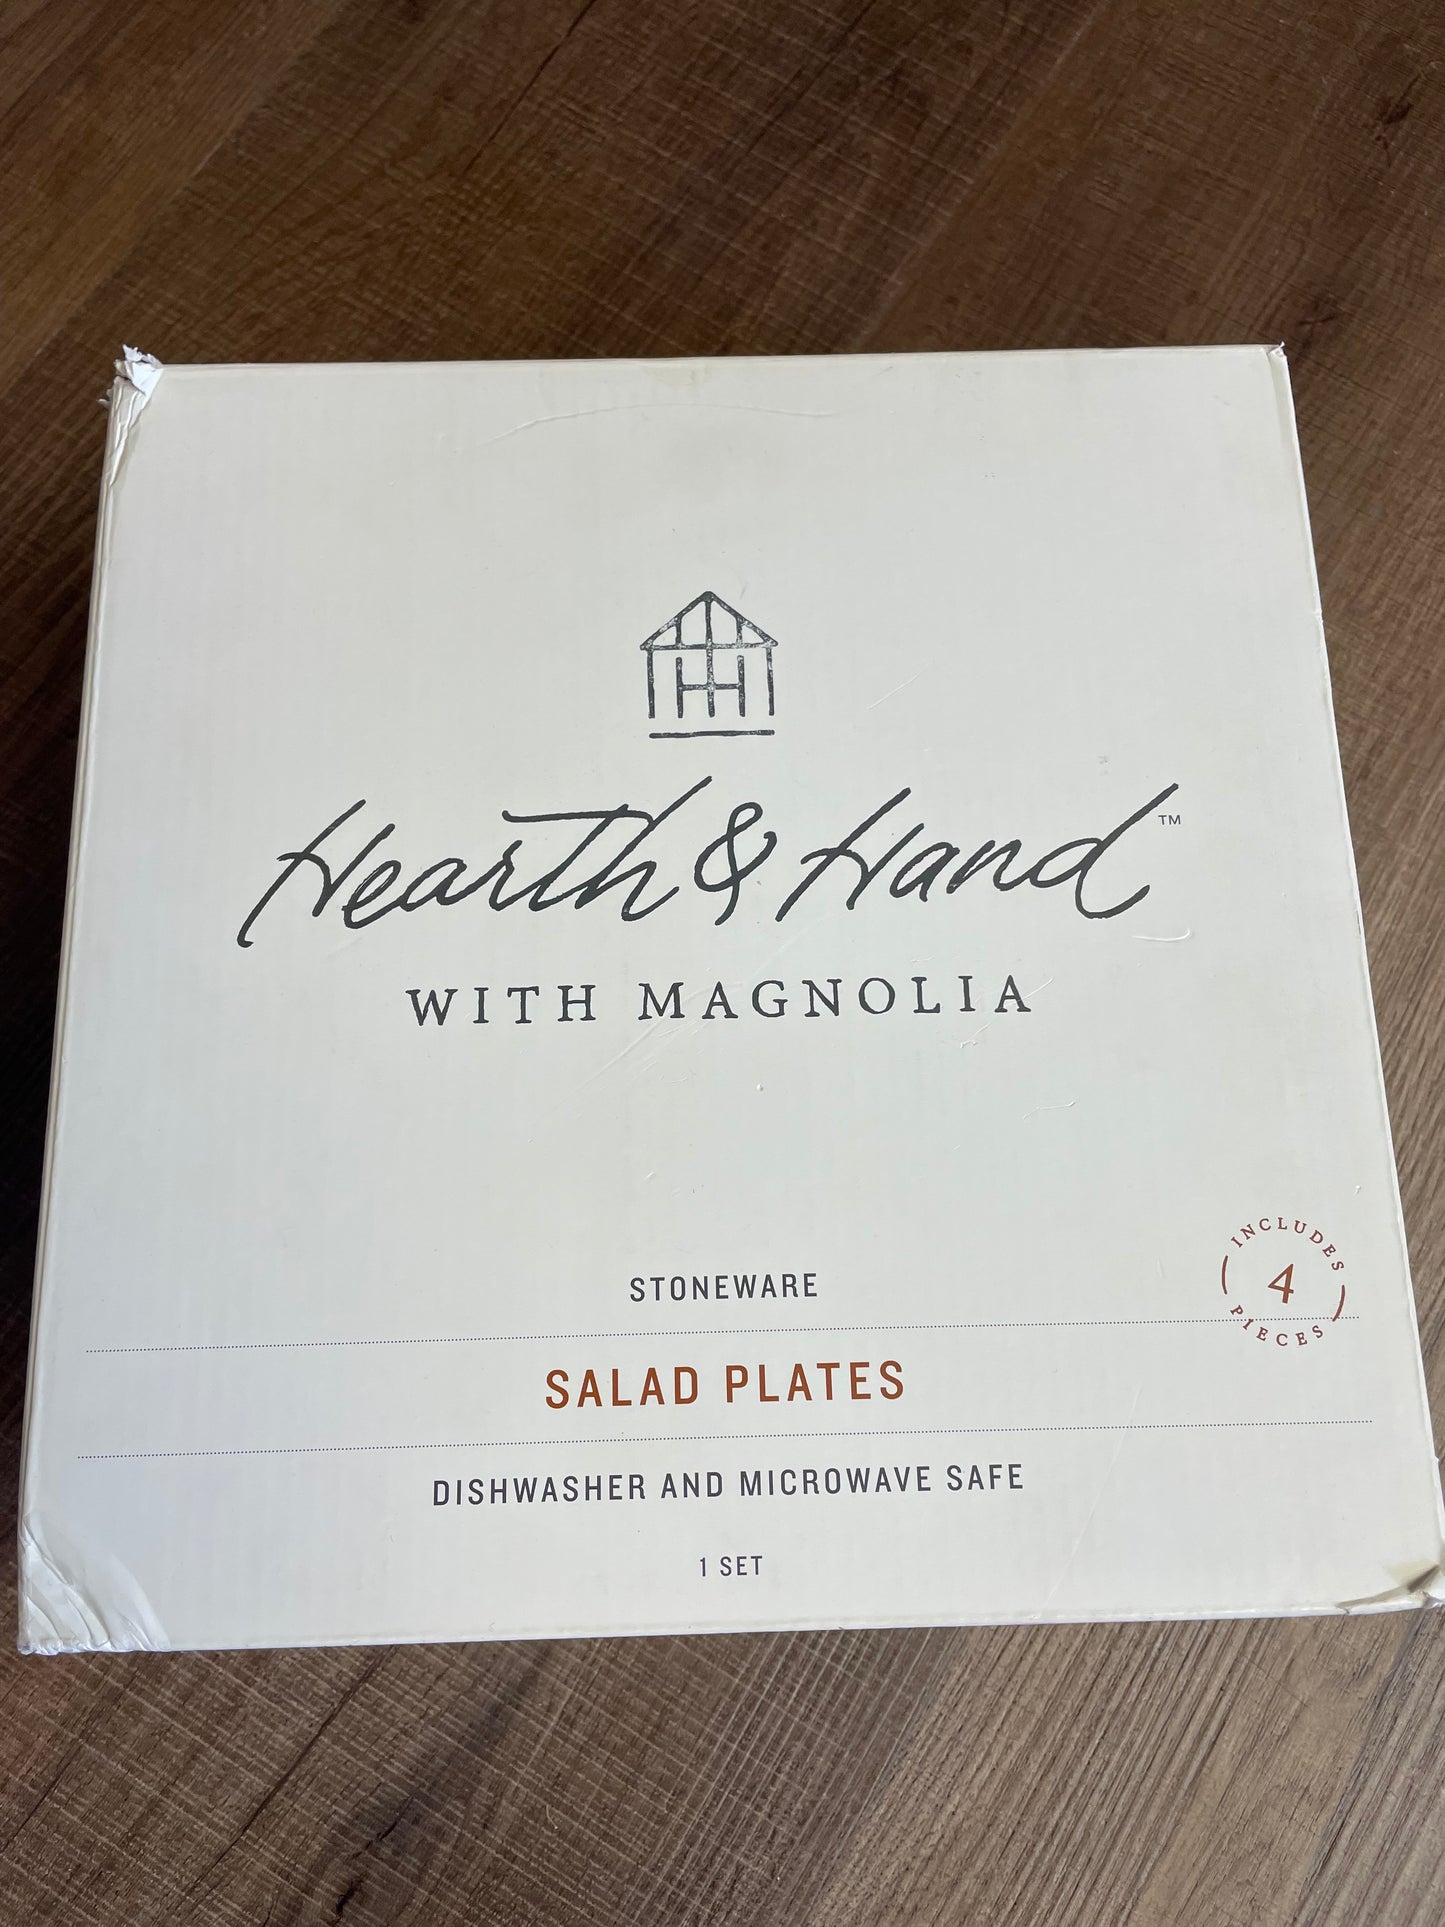 Hearth & Hand™
WITH MAGNOLIA
STONEWARE
INCLUDES
4
PIECES
SALAD PLATES
DISHWASHER AND MICROWAVE SAFE
1 SET